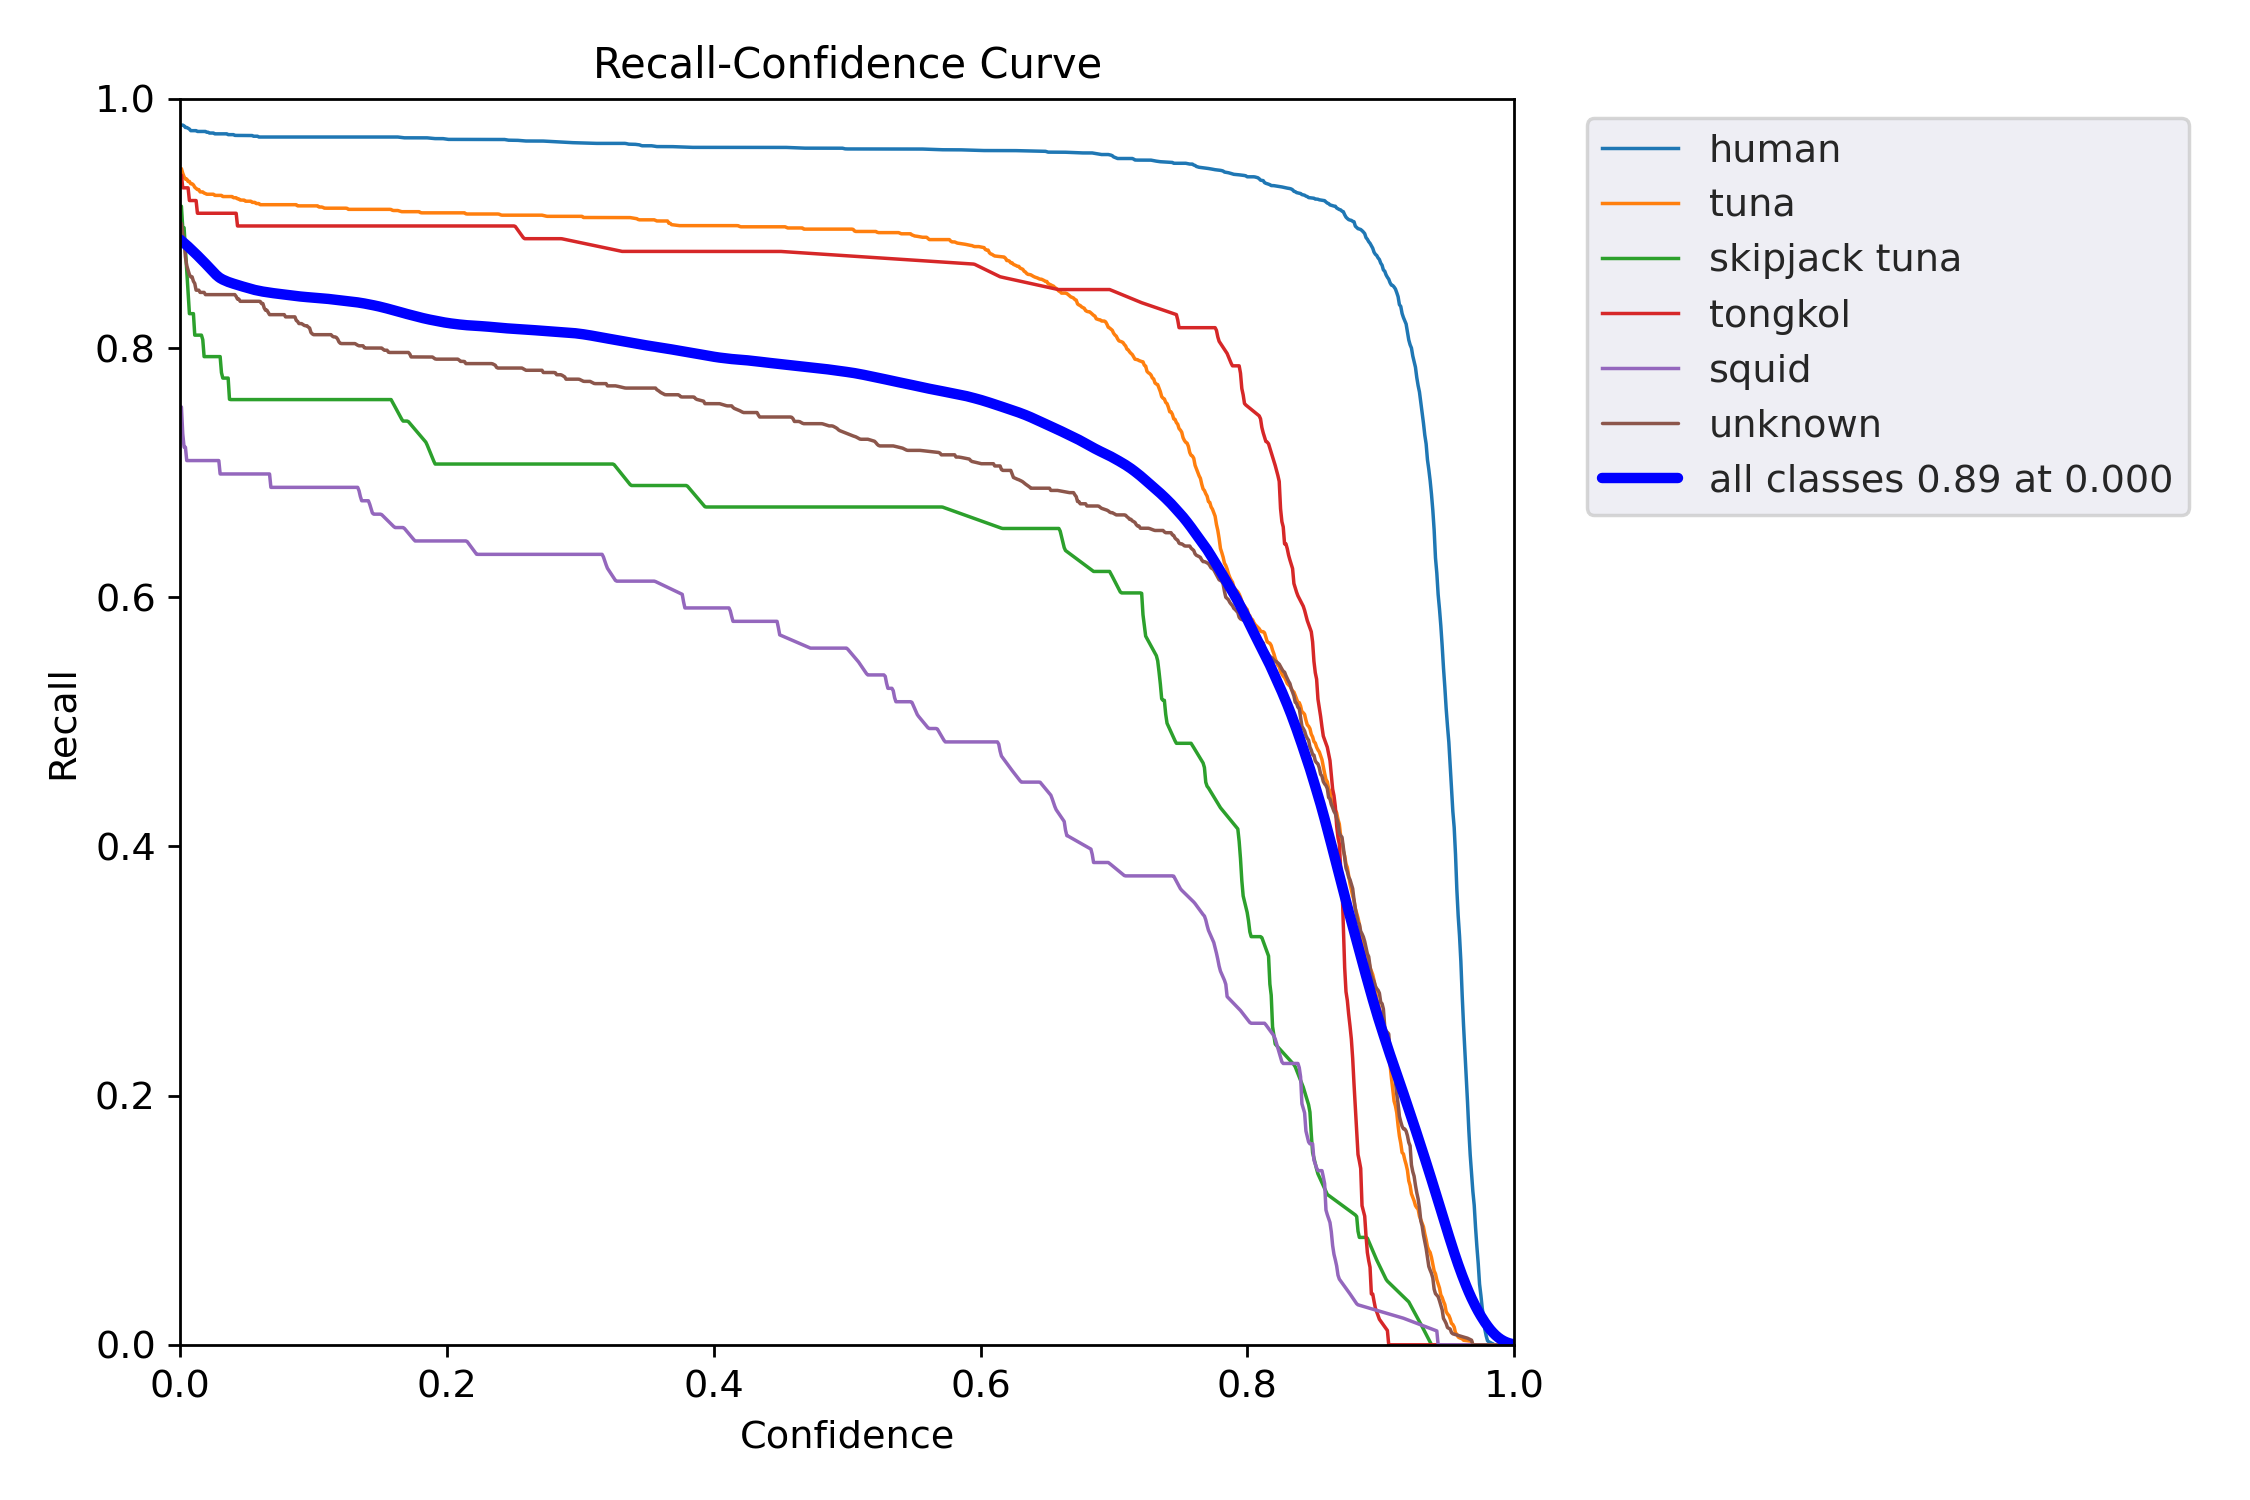 Recall-Confidence Curve
1.0
0.8
0.6
0.4
0.2
0.0
Recall
0.0 0.2 0.4 0.6 0.8 1.0
Confidence
human
tuna
skipjack tuna
tongkol
squid
unknown
all classes 0.89 at 0.000